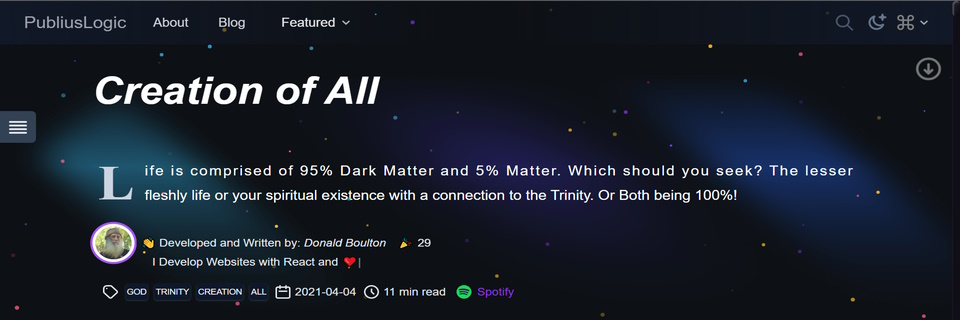 PubliusLogic About Blog Featured
Creation of All
Life is comprised of 95% Dark Matter and 5% Matter. Which should you seek? The lesser
fleshly life or your spiritual existence with a connection to the Trinity. Or Both being 100%!
👋 Developed and Written by: Donald Boulton 🎉 29
I Develop Websites with React and ❤️|
GOD TRINITY CREATION ALL 2021-04-04 11 min read Spotify